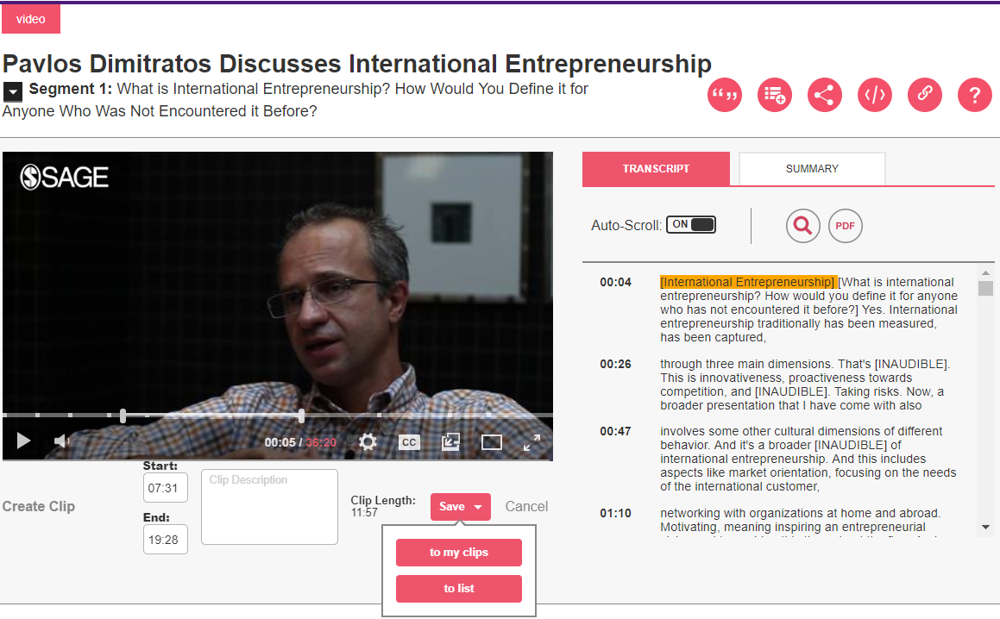 video
Pavlos Dimitratos Discusses International Entrepreneurship
Segment 1: What is International Entrepreneurship? How Would You Define it for
Anyone Who Was Not Encountered it Before?
SAGE
00:05 / 36:20
CC
Create Clip
Start:
07:31
End:
19:28
Clip Description
Clip Length:
11:57
Save
Cancel
to my clips
to list
TRANSCRIPT
SUMMARY
Auto-Scroll: ON
PDF
00:04
[International Entrepreneurship] [What is international
entrepreneurship? How would you define it for anyone
who has not encountered it before?] Yes. International
entrepreneurship traditionally has been measured,
has been captured,
00:26
through three main dimensions. That's [INAUDIBLE].
This is innovativeness, proactiveness towards
competition, and [INAUDIBLE]. Taking risks. Now, a
broader presentation that I have come with also
00:47
involves some other cultural dimensions of different
behavior. And it's a broader [INAUDIBLE] of
international entrepreneurship. And this includes
aspects like market orientation, focusing on the needs
of the international customer,
01:10
networking with organizations at home and abroad.
Motivating, meaning inspiring an entrepreneurial